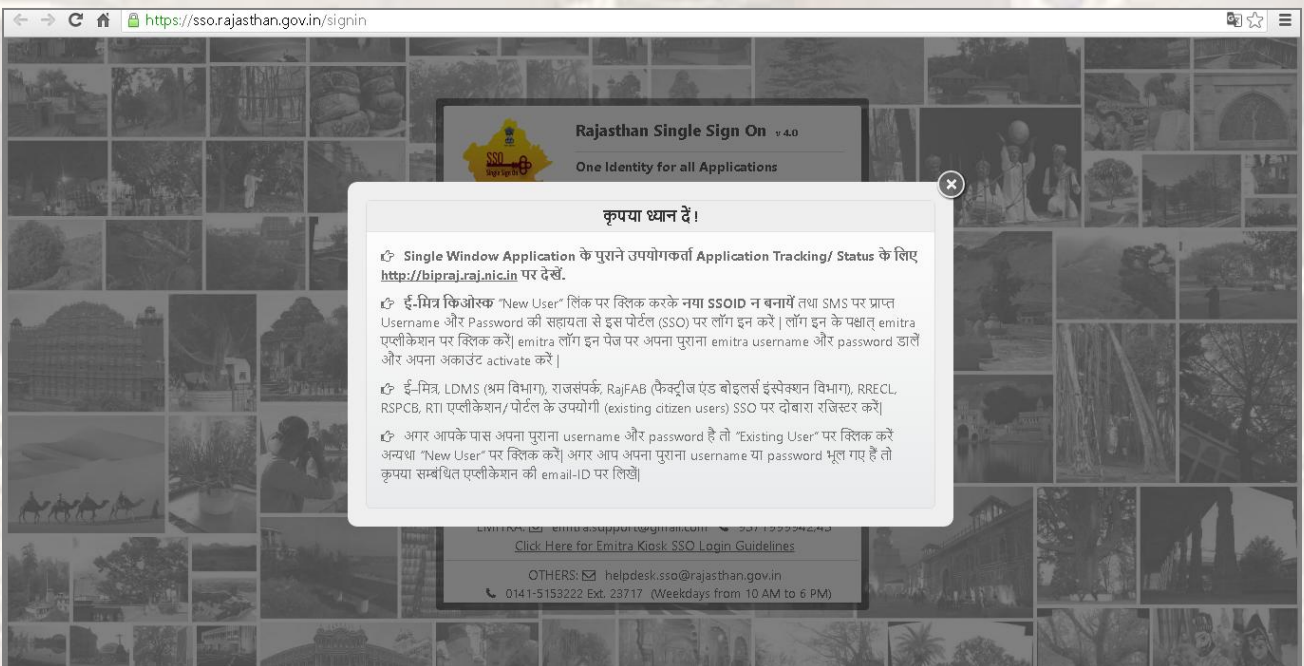 https://sso.rajasthan.gov.in/signin
Rajasthan Single Sign On v 4.0
SSO
Single Sign On
One Identity for all Applications
कृपया ध्यान दें !
Single Window Application के पुराने उपयोगकर्ता Application Tracking/ Status के लिए
http://bipraj.raj.nic.in पर देखें.
ई-मित्र किओस्क “New User” लिंक पर क्लिक करके नया SSOID न बनायें तथा SMS पर प्राप्त
Username और Password की सहायता से इस पोर्टल (SSO) पर लॉग इन करें | लॉग इन के पश्चात् emitra
एप्लीकेशन पर क्लिक करें| emitra लॉग इन पेज पर अपना पुराना emitra username और password डालें
और अपना अकाउंट activate करें |
ई–मित्र, LDMS (श्रम विभाग), राजसंपर्क, RajFAB (फैक्ट्रीज एंड बोइलर्स इंस्पेक्शन विभाग), RRECL,
RSPCB, RTI एप्लीकेशन/ पोर्टल के उपयोगी (existing citizen users) SSO पर दोबारा रजिस्टर करें|
अगर आपके पास अपना पुराना username और password है तो “Existing User” पर क्लिक करें
अन्यथा “New User” पर क्लिक करें| अगर आप अपना पुराना username या password भूल गए हैं तो
कृपया सम्बंधित एप्लीकेशन की email-ID पर लिखें|
Click Here for Emitra Kiosk SSO Login Guidelines
OTHERS: helpdesk.sso@rajasthan.gov.in
0141-5153222 Ext. 23717 (Weekdays from 10 AM to 6 PM)